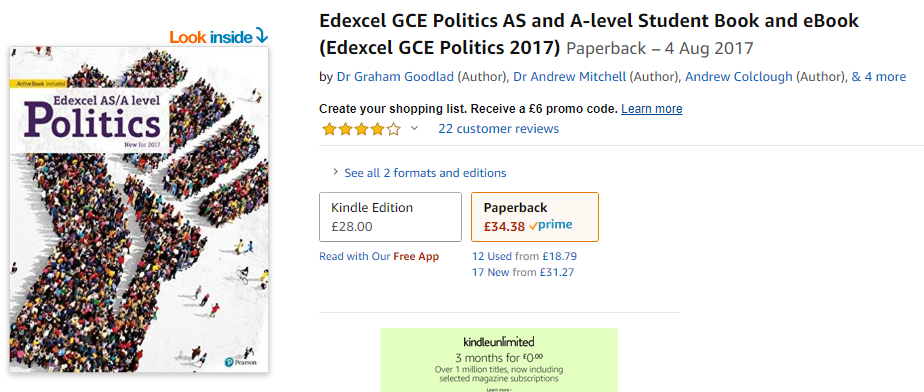 Look inside
ActiveBook included
Edexcel AS/A level
Politics
New for 2017
Pearson
Edexcel GCE Politics AS and A-level Student Book and eBook
(Edexcel GCE Politics 2017) Paperback – 4 Aug 2017
by Dr Graham Goodlad (Author), Dr Andrew Mitchell (Author), Andrew Colclough (Author), & 4 more
Create your shopping list. Receive a £6 promo code. Learn more
22 customer reviews
See all 2 formats and editions
Kindle Edition
£28.00
Paperback
£34.38 prime
Read with Our Free App
12 Used from £18.79
17 New from £31.27
kindleunlimited
3 months for £0.00
Over 1 million titles, now including
selected magazine subscriptions
Learn more ›